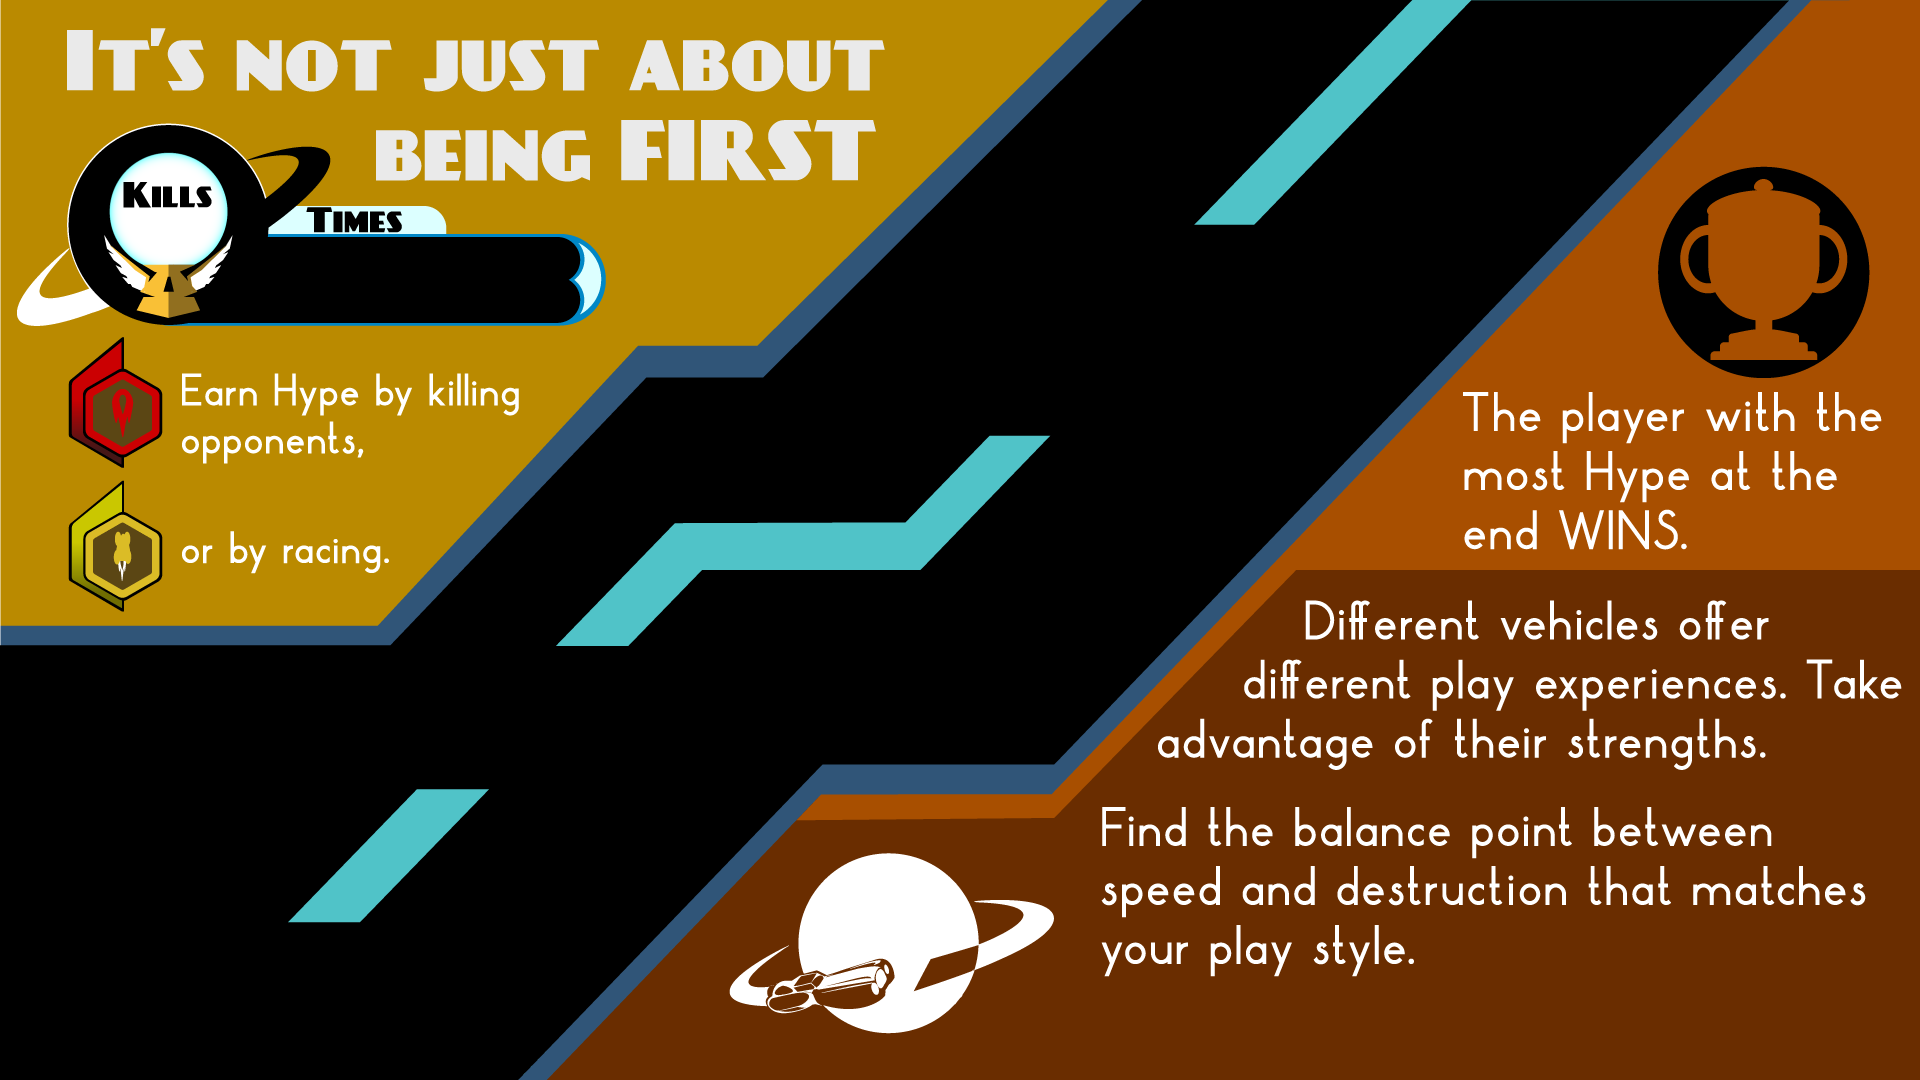 It's not just about
being FIRST
Kills
Times
Earn Hype by killing
opponents,
or by racing.
The player with the
most Hype at the
end WINS.
Different vehicles offer
different play experiences. Take
advantage of their strengths.
Find the balance point between
speed and destruction that matches
your play style.